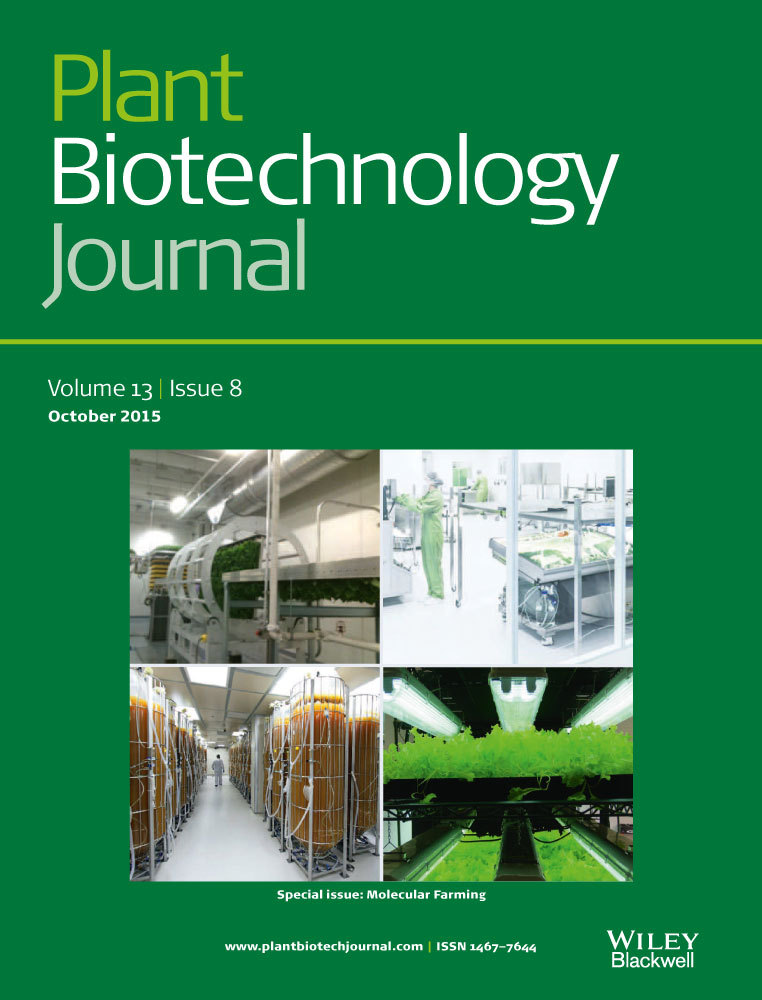 Plant
Biotechnology
Journal
Volume 13 | Issue 8
October 2015
Special issue: Molecular Farming
www.plantbiotechjournal.com | ISSN 1467–7644
WILEY
Blackwell